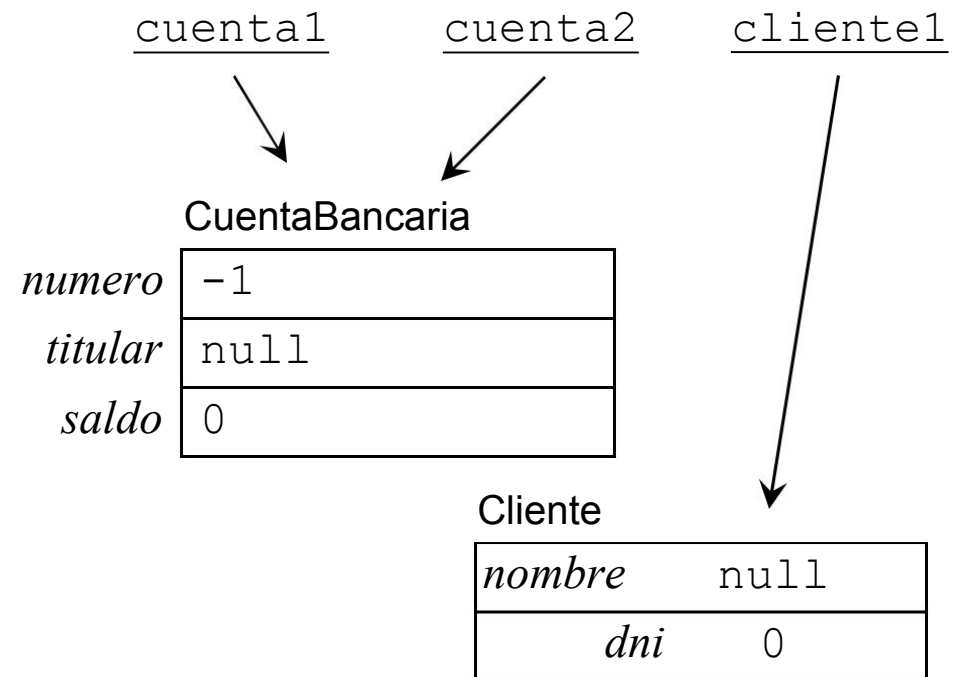 cuenta1 cuenta2 cliente1
CuentaBancaria
numero -1
titular null
saldo 0
Cliente
nombre null
dni 0